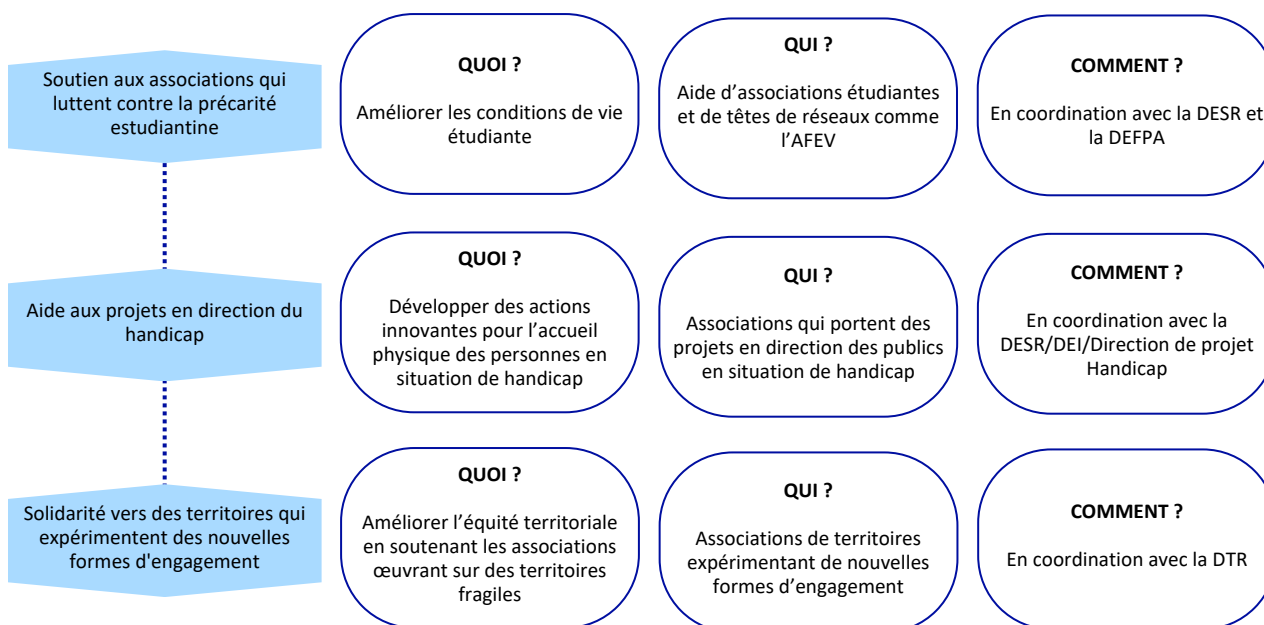 Soutien aux associations qui
luttent contre la précarité
estudiantine
QUOI ?
Améliorer les conditions de vie
étudiante
QUI ?
Aide d’associations étudiantes
et de têtes de réseaux comme
l’AFEV
COMMENT ?
En coordination avec la DESR et
la DEFPA
Aide aux projets en direction du
handicap
QUOI ?
Développer des actions
innovantes pour l’accueil
physique des personnes en
situation de handicap
QUI ?
Associations qui portent des
projets en direction des publics
en situation de handicap
COMMENT ?
En coordination avec la
DESR/DEI/Direction de projet
Handicap
Solidarité vers des territoires qui
expérimentent des nouvelles
formes d'engagement
QUOI ?
Améliorer l’équité territoriale
en soutenant les associations
œuvrant sur des territoires
fragiles
QUI ?
Associations de territoires
expérimentant de nouvelles
formes d’engagement
COMMENT ?
En coordination avec la DTR